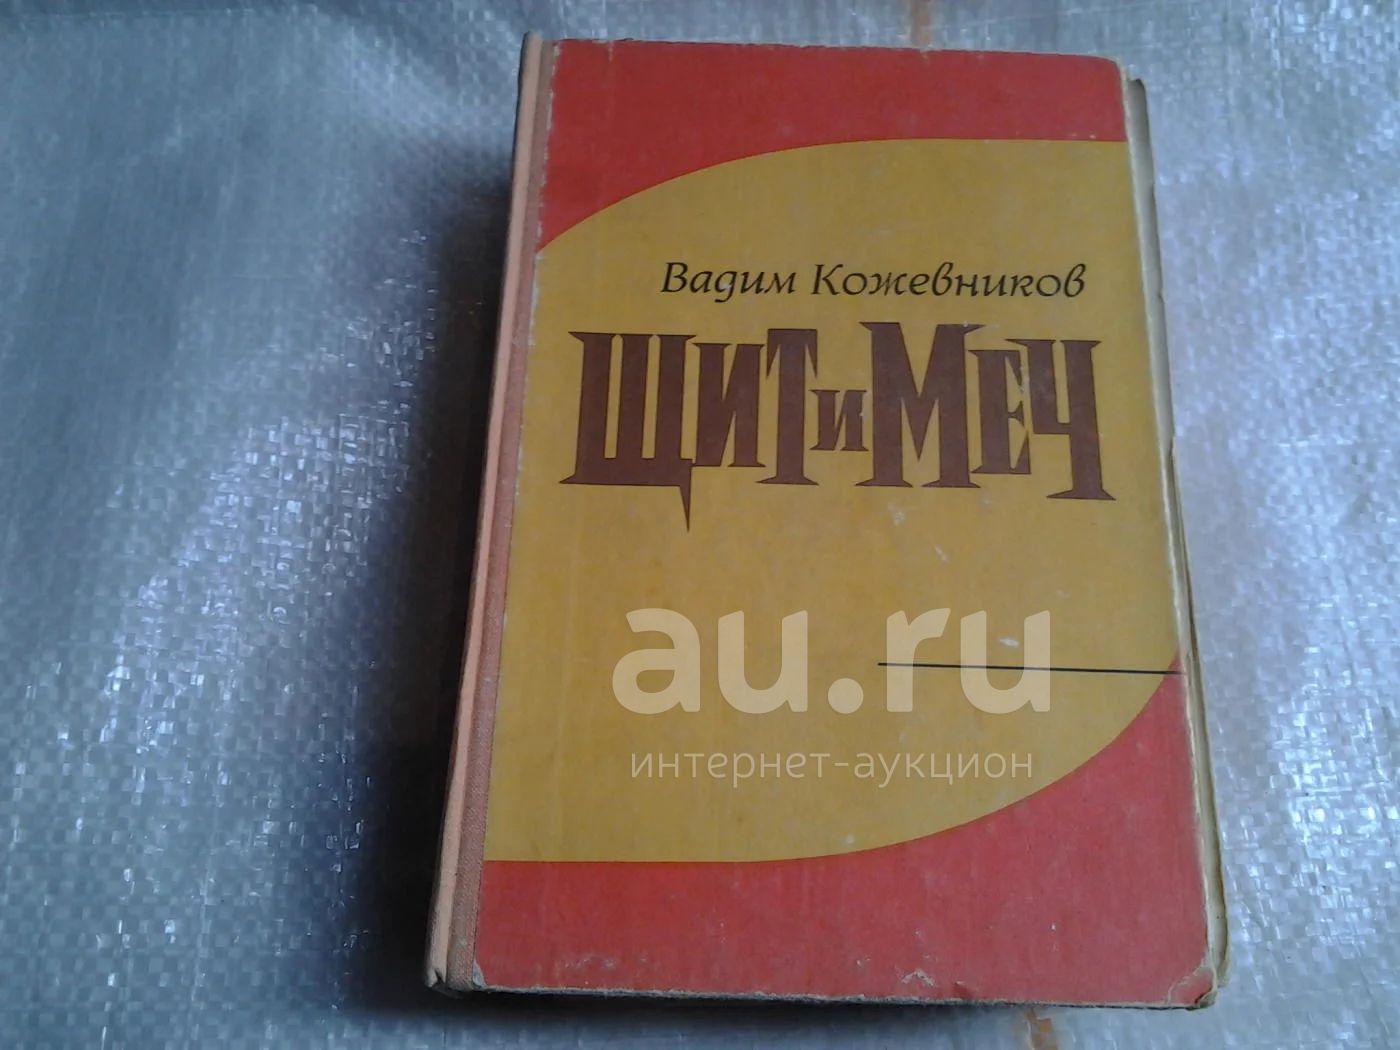 Вадим Кожевников
ЩИТ и МЕЧ
au.ru
интернет-аукцион